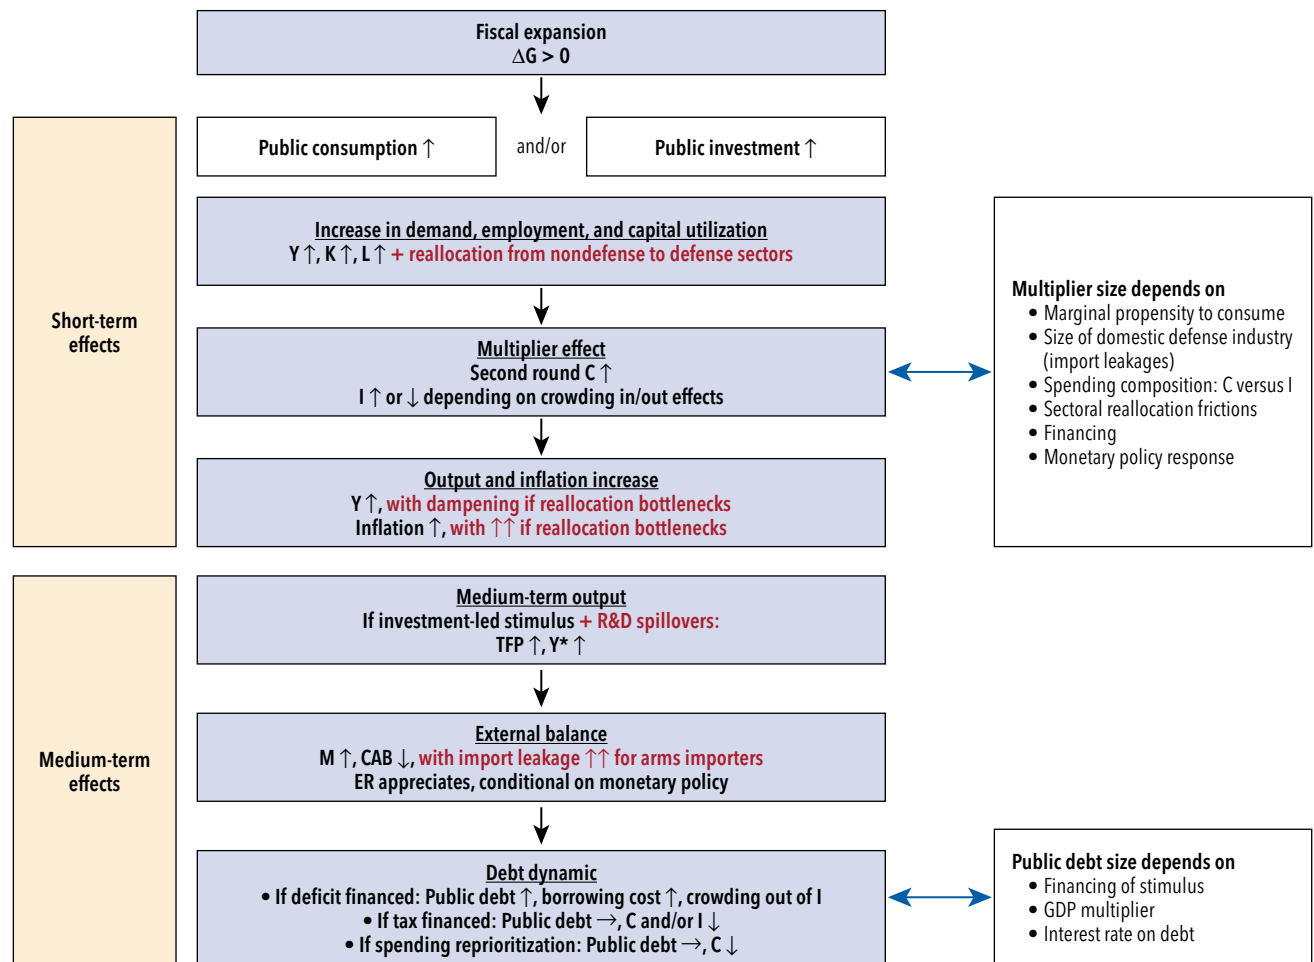 Fiscal expansion
ΔG > 0
Short-term
effects
Public consumption ↑
and/or
Public investment ↑
Increase in demand, employment, and capital utilization
Y ↑, K ↑, L ↑ + reallocation from nondefense to defense sectors
Multiplier effect
Second round C ↑
I ↑ or ↓ depending on crowding in/out effects
Output and inflation increase
Y ↑, with dampening if reallocation bottlenecks
Inflation ↑, with ↑↑ if reallocation bottlenecks
Multiplier size depends on
• Marginal propensity to consume
• Size of domestic defense industry
(import leakages)
• Spending composition: C versus I
• Sectoral reallocation frictions
• Financing
• Monetary policy response
Medium-term
effects
Medium-term output
If investment-led stimulus + R&D spillovers:
TFP ↑, Y* ↑
External balance
M ↑, CAB ↓, with import leakage ↑↑ for arms importers
ER appreciates, conditional on monetary policy
Debt dynamic
• If deficit financed: Public debt ↑, borrowing cost ↑, crowding out of I
• If tax financed: Public debt →, C and/or I ↓
• If spending reprioritization: Public debt →, C ↓
Public debt size depends on
• Financing of stimulus
• GDP multiplier
• Interest rate on debt